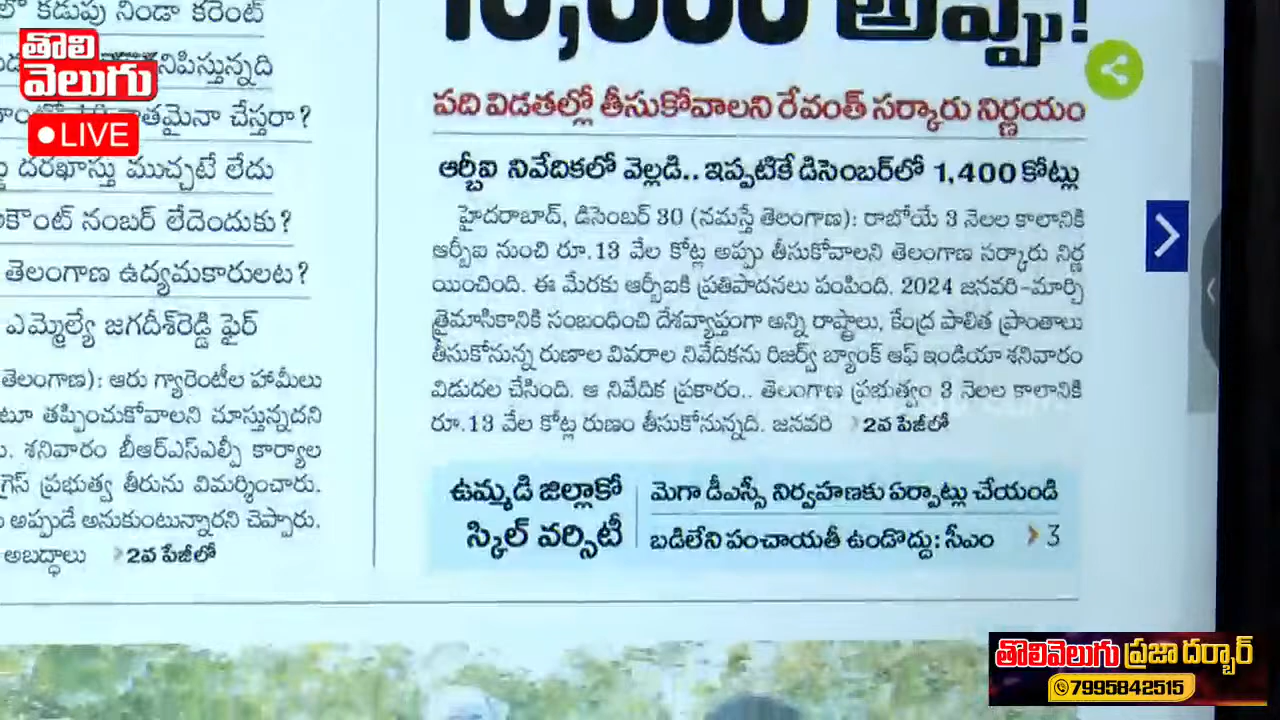 తొలి
వెలుగు
LIVE
లో కడుపు నిండా కరెంట్
నిపిస్తున్నది
చేస్తరా?
దరఖాస్తు ముచ్చటే లేదు
నంబర్ లేదెందుకు?
తెలంగాణ ఉద్యమకారులట?
ఎమ్మెల్యే జగదీశ్‌రెడ్డి ఫైర్
తెలంగాణ): ఆరు గ్యారెంటీల హామీలు
తప్పించుకోవాలని చూస్తున్నదని
శనివారం బీఆర్ఎస్ఎల్పీ కార్యాల
ప్రభుత్వ తీరును విమర్శించారు.
అప్పుడే అనుకుంటున్నారని చెప్పారు.
అబద్ధాలు 2వ పేజీలో
అప్పు!
పది విడతల్లో తీసుకోవాలని రేవంత్ సర్కారు నిర్ణయం
ఆర్బీఐ నివేదికలో వెల్లడి.. ఇప్పటికే డిసెంబర్‌లో 1,400 కోట్లు
హైదరాబాద్, డిసెంబర్ 30 (నమస్తే తెలంగాణ): రాబోయే 3 నెలల కాలానికి
ఆర్బీఐ నుంచి రూ.13 వేల కోట్ల అప్పు తీసుకోవాలని తెలంగాణ సర్కారు నిర్ణ
యించింది. ఈ మేరకు ఆర్బీఐకి ప్రతిపాదనలు పంపింది. 2024 జనవరి-మార్చి
త్రైమాసికానికి సంబంధించి దేశవ్యాప్తంగా అన్ని రాష్ట్రాలు, కేంద్ర పాలిత ప్రాంతాలు
తీసుకోనున్న రుణాల వివరాల నివేదికను రిజర్వ్ బ్యాంక్ ఆఫ్ ఇండియా శనివారం
విడుదల చేసింది. ఆ నివేదిక ప్రకారం.. తెలంగాణ ప్రభుత్వం 3 నెలల కాలానికి
రూ.13 వేల కోట్ల రుణం తీసుకోనున్నది. జనవరి 2వ పేజీలో
ఉమ్మడి జిల్లాకో
స్కిల్ వర్సిటీ
మెగా డీఎస్సీ నిర్వహణకు ఏర్పాట్లు చేయండి
బడిలేని పంచాయతీ ఉండొద్దు: సీఎం 3
తొలివెలుగు ప్రజా దర్బార్
7995842515